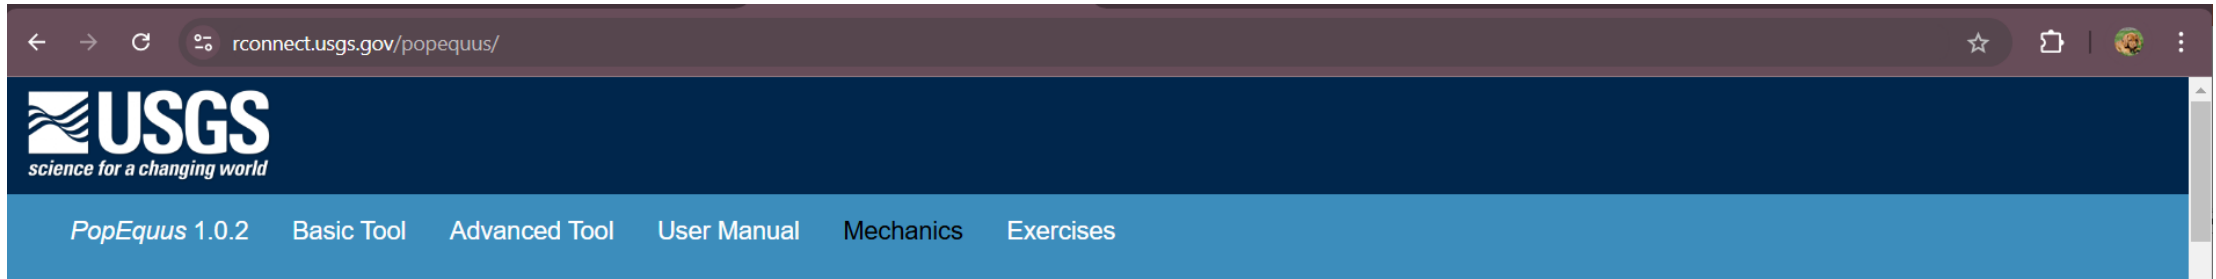 rconnect.usgs.gov/popequus/
USGS
science for a changing world
PopEquus 1.0.2 Basic Tool Advanced Tool User Manual Mechanics Exercises